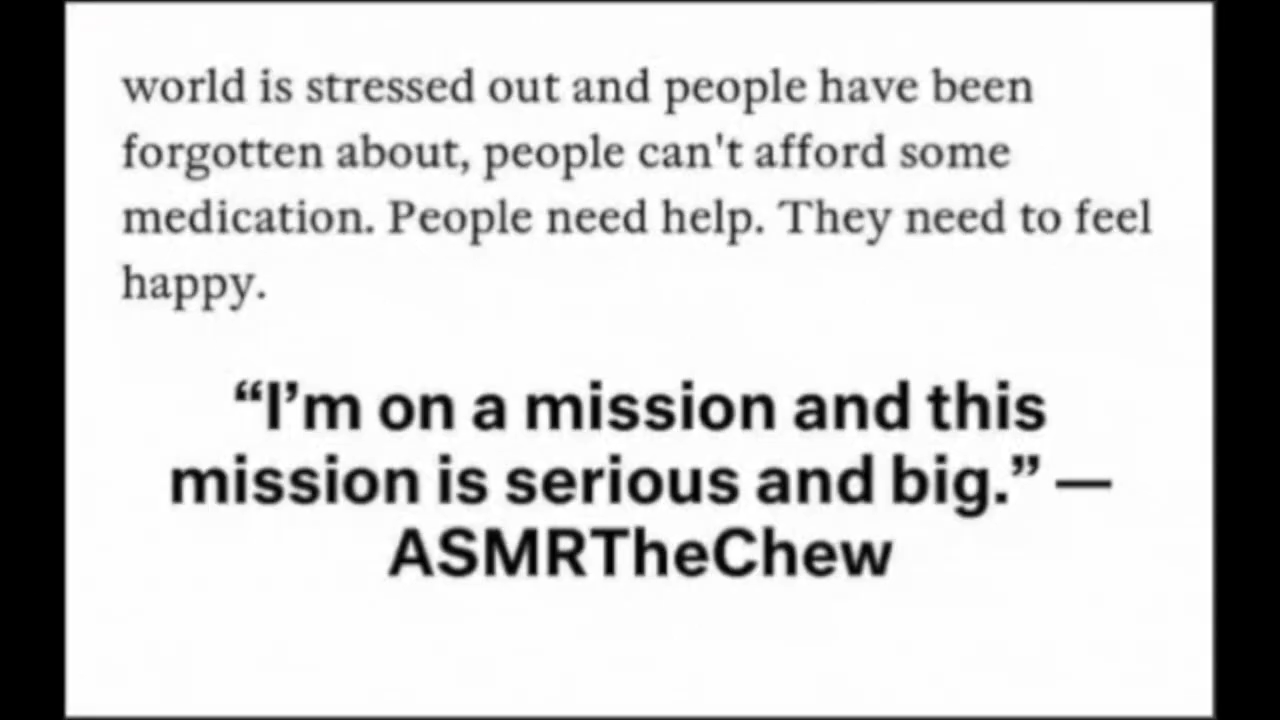 world is stressed out and people have been
forgotten about, people can't afford some
medication. People need help. They need to feel
happy.
“I’m on a mission and this
mission is serious and big.” —
ASMRTheChew